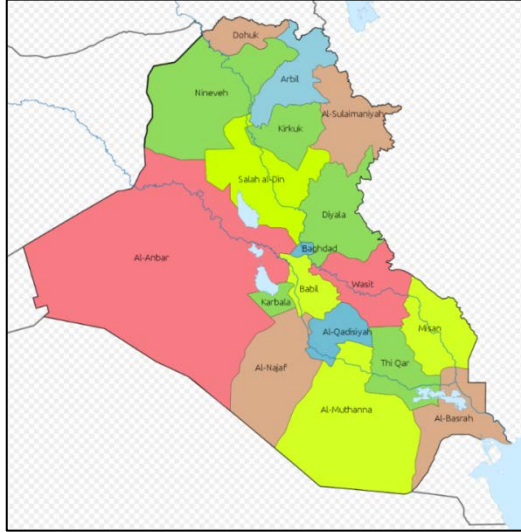 Dohuk
Arbil
Nineveh
Al-Sulaimaniyah
Kirkuk
Salah al-Din
Diyala
Baghdad
Al-Anbar
Wasit
Babil
Karbala
Al-Qadisiyah
Misan
Thi Qar
Al-Najaf
Al-Muthanna
Al-Basrah